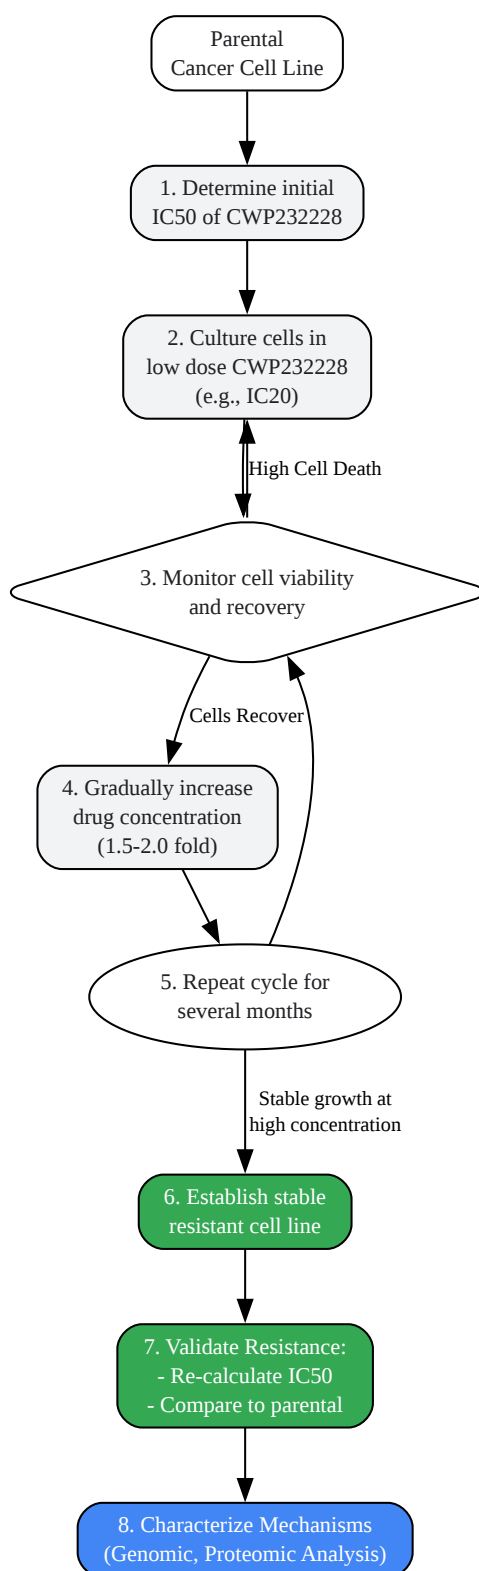 Parental
Cancer Cell Line
1. Determine initial
IC50 of CWP232228
2. Culture cells in
low dose CWP232228
(e.g., IC20)
High Cell Death
3. Monitor cell viability
and recovery
Cells Recover
4. Gradually increase
drug concentration
(1.5-2.0 fold)
5. Repeat cycle for
several months
Stable growth at
high concentration
6. Establish stable
resistant cell line
7. Validate Resistance:
- Re-calculate IC50
- Compare to parental
8. Characterize Mechanisms
(Genomic, Proteomic Analysis)